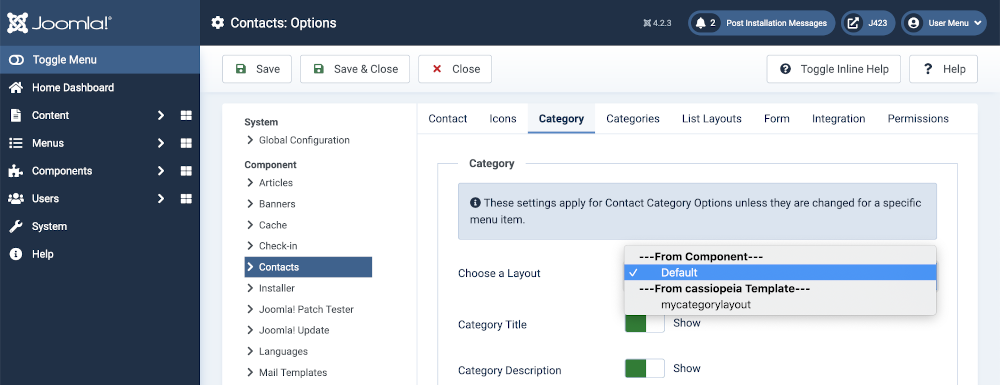 Joomla!
Contacts: Options
4.2.3
2 Post Installation Messages
J423
User Menu
Toggle Menu
Home Dashboard
Content
Menus
Components
Users
System
Help
Save
Save & Close
Close
Toggle Inline Help
? Help
System
Global Configuration
Component
Articles
Banners
Cache
Check-in
Contacts
Installer
Joomla! Patch Tester
Joomla! Update
Languages
Mail Templates
Contact Icons Category Categories List Layouts Form Integration Permissions
Category
These settings apply for Contact Category Options unless they are changed for a specific
menu item.
Choose a Layout
---From Component---
Default
---From cassiopeia Template---
mycategorylayout
Category Title
Show
Category Description
Show